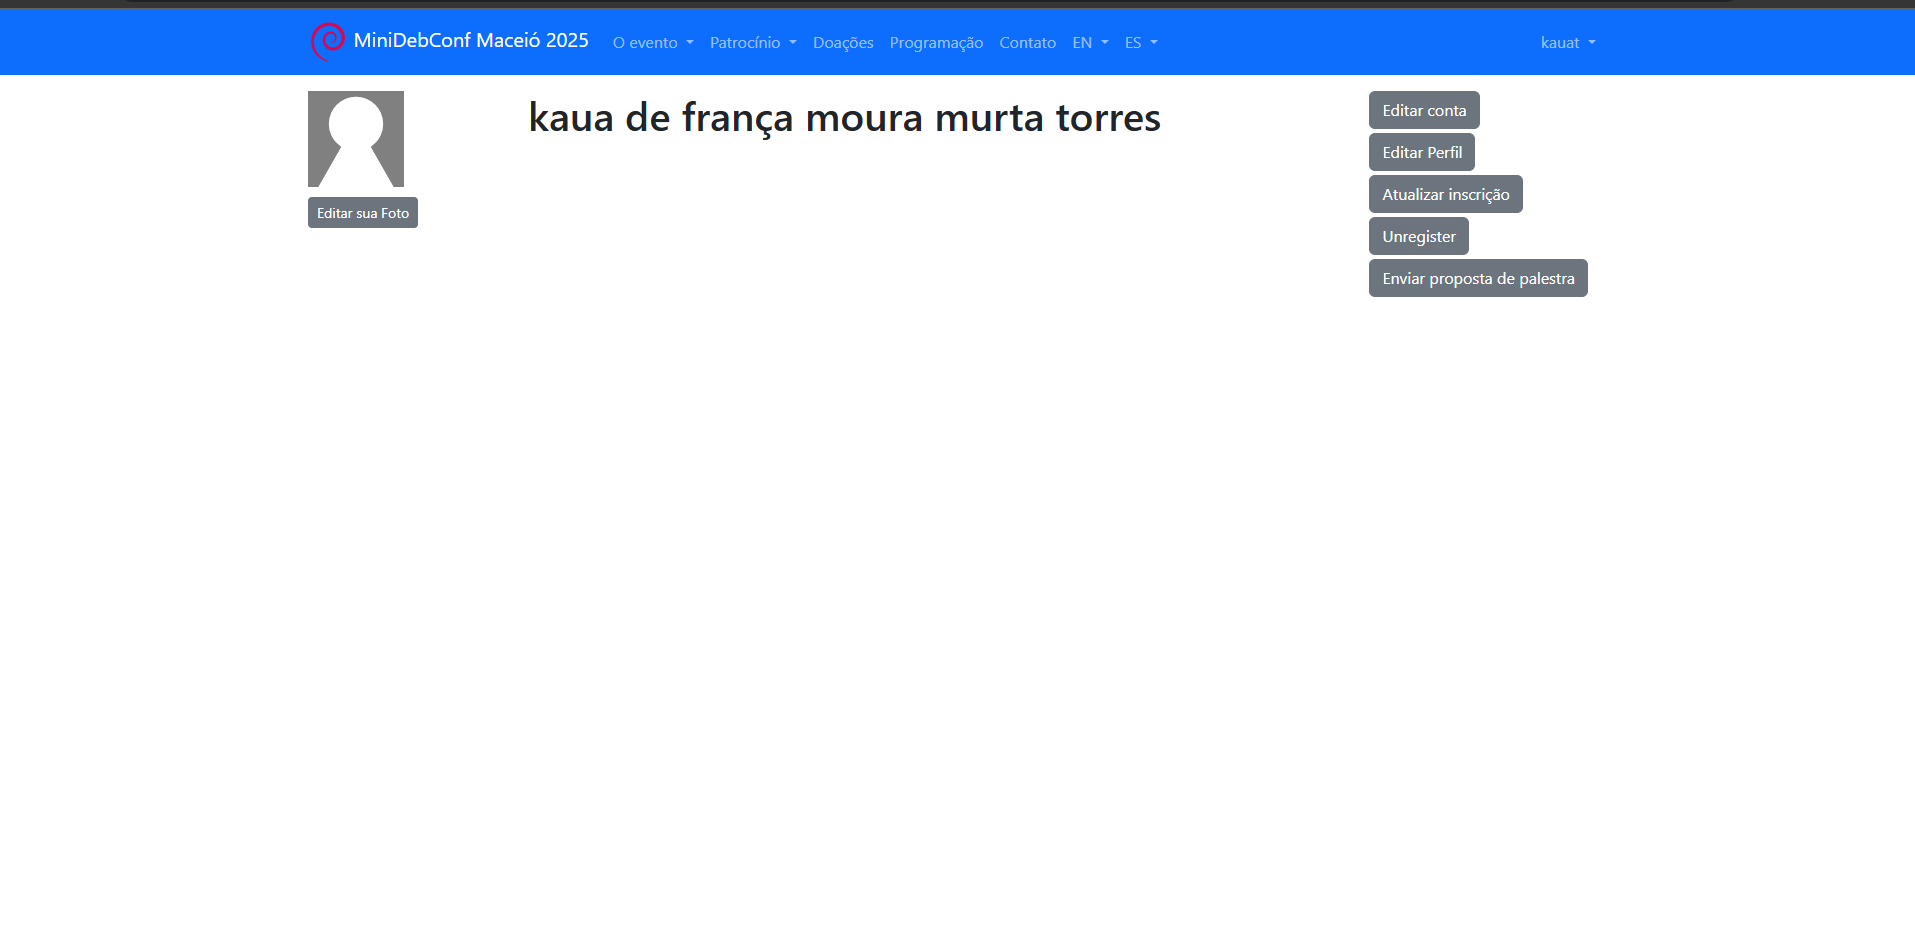 MiniDebConf Maceió 2025 O evento Patrocínio Doações Programação Contato EN ES kauat
kaua de frança moura murta torres
Editar sua Foto
Editar conta
Editar Perfil
Atualizar inscrição
Unregister
Enviar proposta de palestra